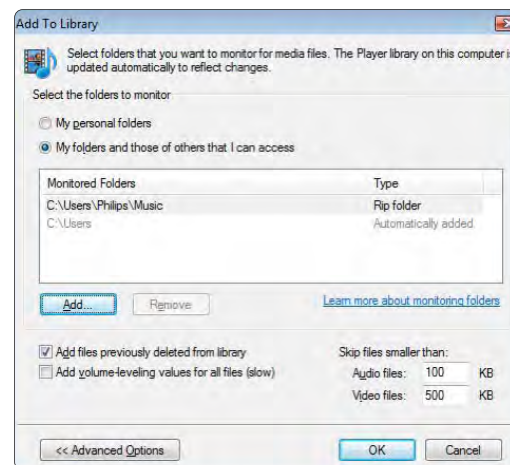 Add To Library
Select folders that you want to monitor for media files. The Player library on this computer
updated automatically to reflect changes.
Select the folders to monitor
My personal folders
My folders and those of others that I can access
Monitored Folders Type
C:\Users\Philips\Music Rip folder
C:\Users Automatically added
Add... Remove Learn more about monitoring folders
Add files previously deleted from library Skip files smaller than:
Add volume-leveling values for all files (slow) Audio files: 100 KB
Video files: 500 KB
<< Advanced Options OK Cancel